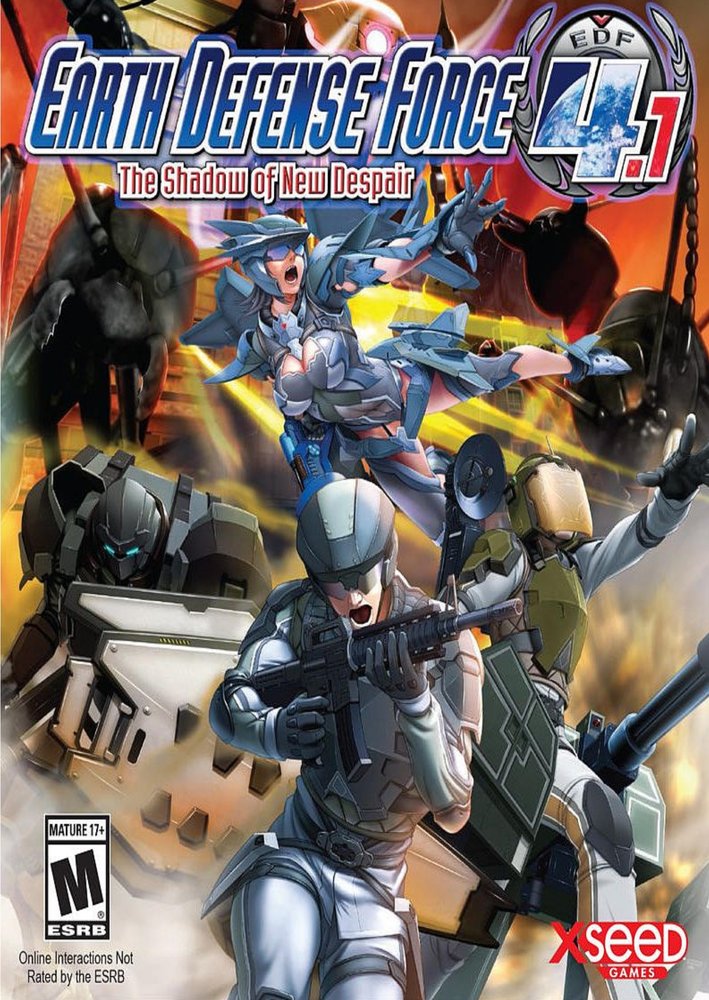 EDF
EARTH DEFENSE FORCE 4.1
The Shadow of New Despair
MATURE 17+
M
ESRB
Online Interactions Not
Rated by the ESRB
XSEED
GAMES